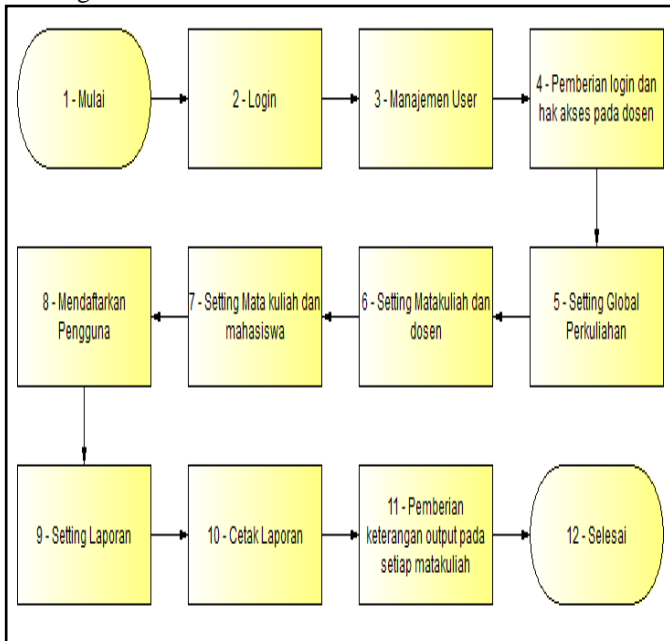 1 - Mulai
2 - Login
3 - Manajemen User
4 - Pemberian login dan
hak akses pada dosen
8 - Mendaftarkan
Pengguna
7 - Setting Mata kuliah dan
mahasiswa
6 - Setting Matakuliah dan
dosen
5 - Setting Global
Perkuliahan
9 - Setting Laporan
10 - Cetak Laporan
11 - Pemberian
keterangan output pada
setiap matakuliah
12 - Selesai